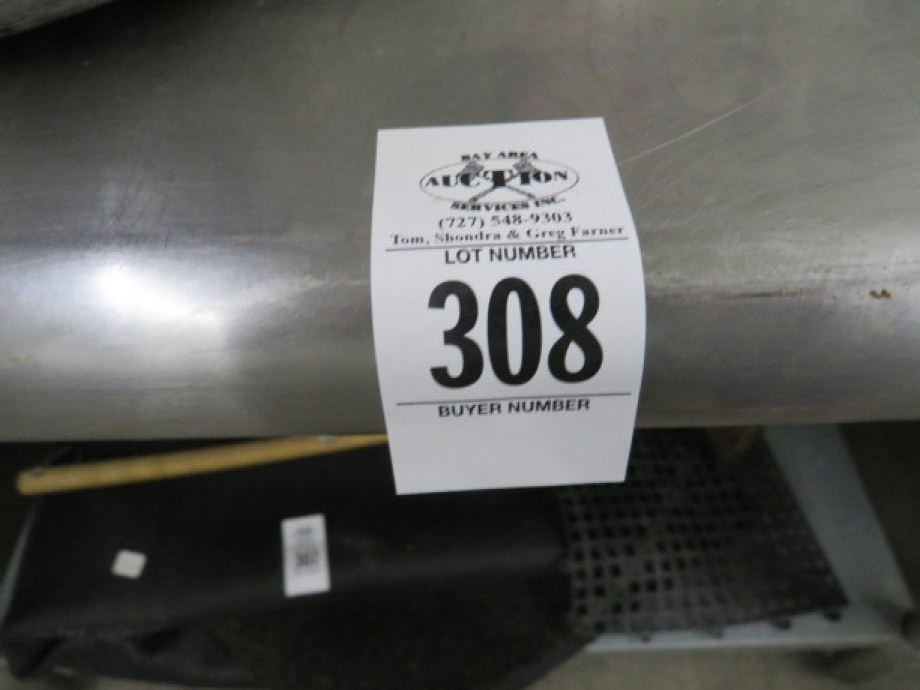 BAY AREA
AUCTION
SERVICES INC.
(727) 548-9303
Tom, Shondra & Greg Farner
LOT NUMBER
308
BUYER NUMBER